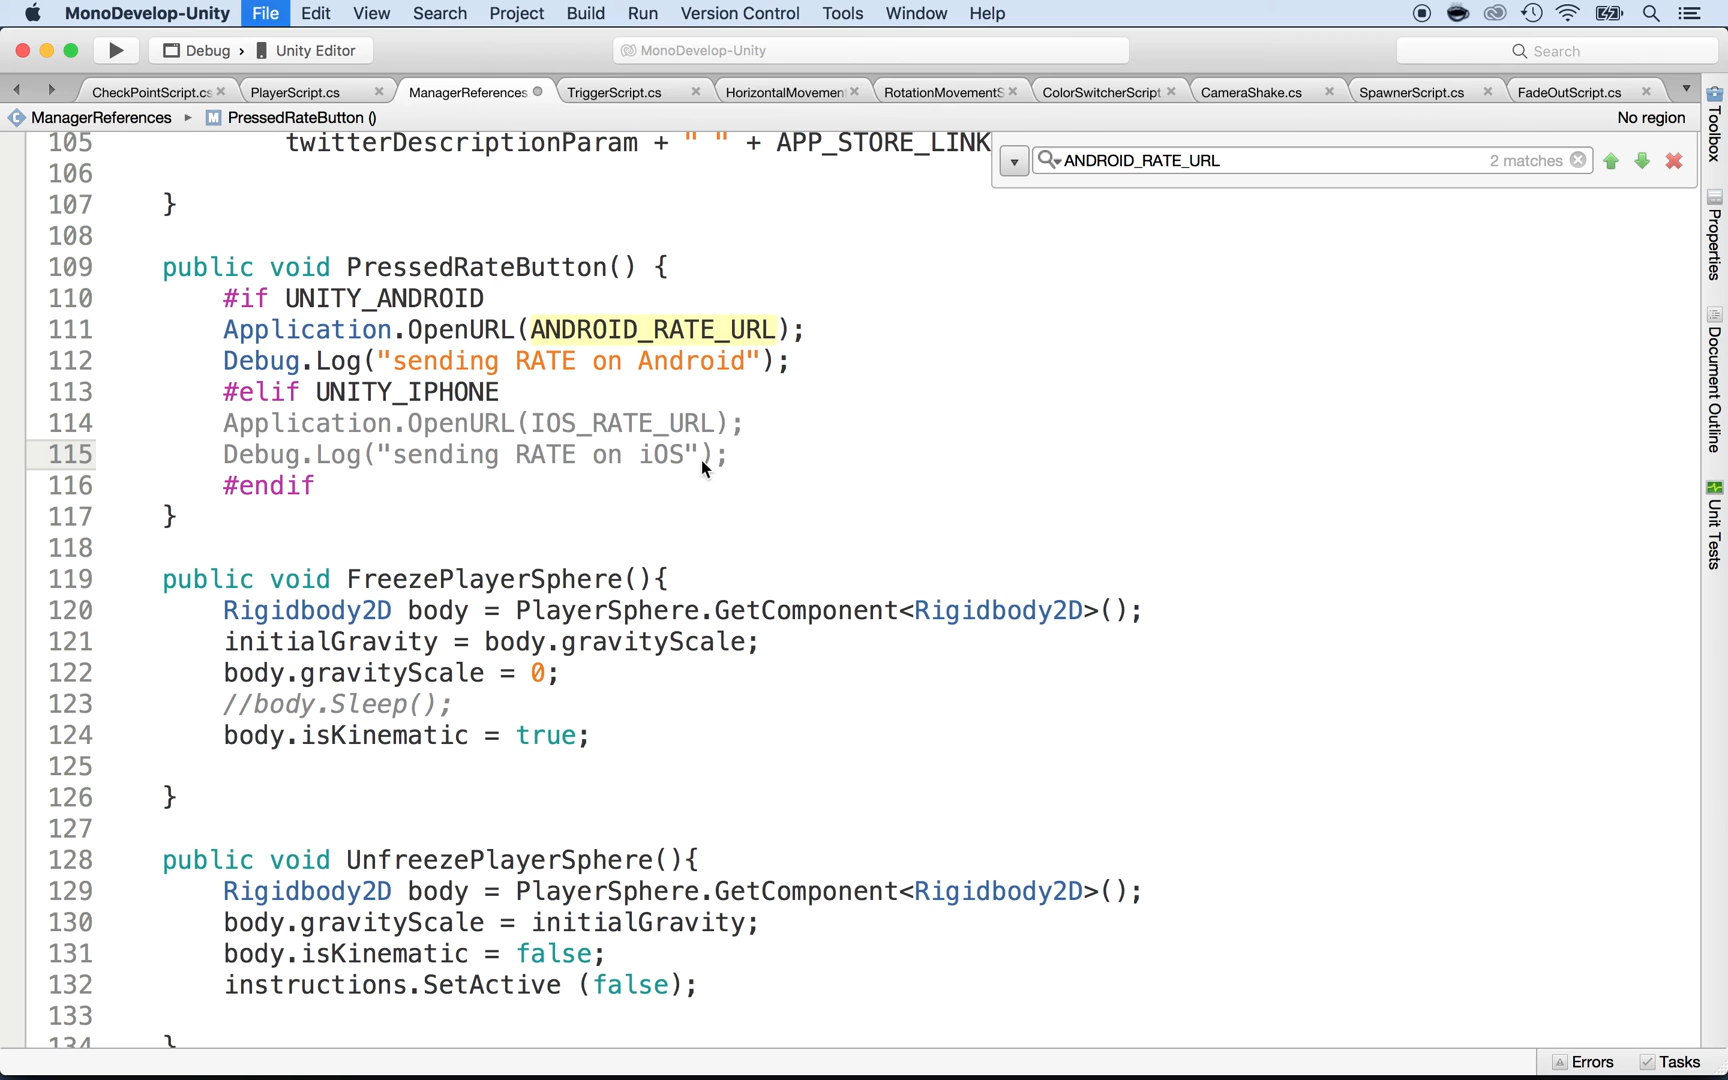 MonoDevelop-Unity File Edit View Search Project Build Run Version Control Tools Window Help
Debug › Unity Editor MonoDevelop-Unity Search
CheckPointScript.cs PlayerScript.cs ManagerReferences TriggerScript.cs HorizontalMovemen RotationMovementS ColorSwitcherScript CameraShake.cs SpawnerScript.cs FadeOutScript.cs
ManagerReferences ▸ M PressedRateButton () No region
ANDROID_RATE_URL 2 matches
105 twitterDescriptionParam + " " + APP_STORE_LINK
106
107 }
108
109 public void PressedRateButton() {
110 #if UNITY_ANDROID
111 Application.OpenURL(ANDROID_RATE_URL);
112 Debug.Log("sending RATE on Android");
113 #elif UNITY_IPHONE
114 Application.OpenURL(IOS_RATE_URL);
115 Debug.Log("sending RATE on iOS");
116 #endif
117 }
118
119 public void FreezePlayerSphere(){
120 Rigidbody2D body = PlayerSphere.GetComponent<Rigidbody2D>();
121 initialGravity = body.gravityScale;
122 body.gravityScale = 0;
123 //body.Sleep();
124 body.isKinematic = true;
125
126 }
127
128 public void UnfreezePlayerSphere(){
129 Rigidbody2D body = PlayerSphere.GetComponent<Rigidbody2D>();
130 body.gravityScale = initialGravity;
131 body.isKinematic = false;
132 instructions.SetActive (false);
133
134 }
Toolbox
Properties
Document Outline
Unit Tests
Errors Tasks